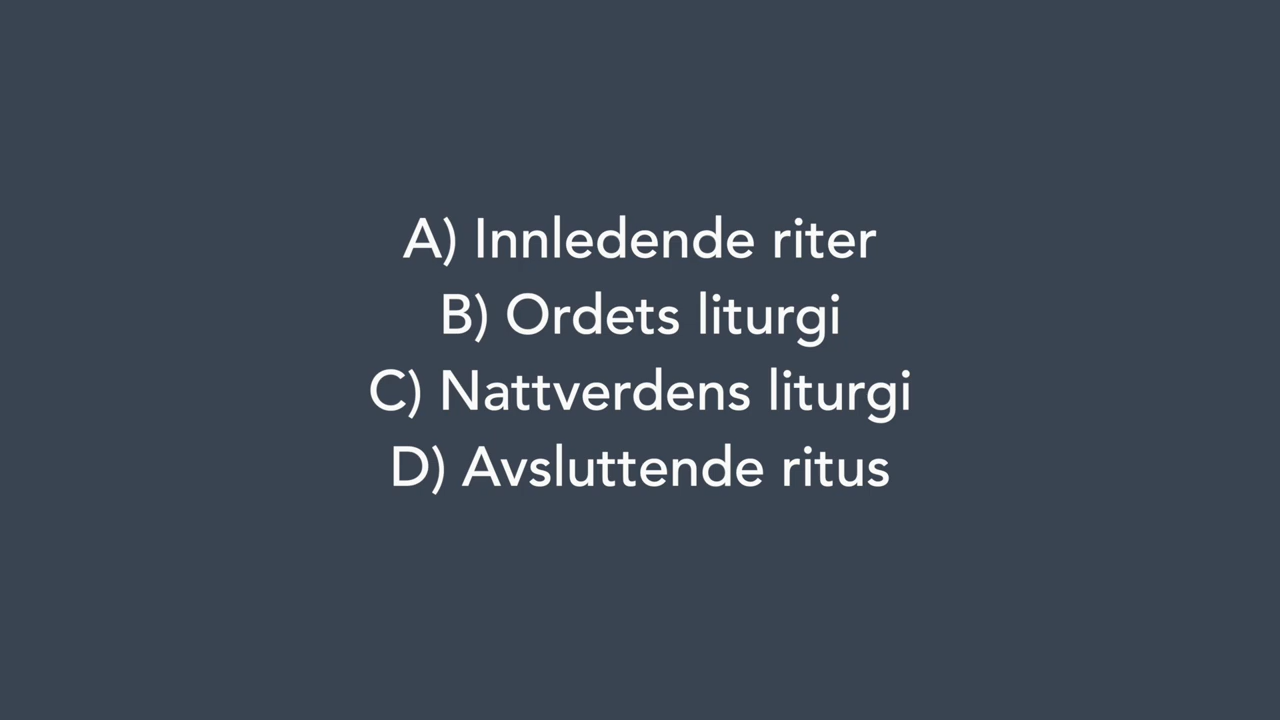 A) Innledende riter
B) Ordets liturgi
C) Nattverdens liturgi
D) Avsluttende ritus